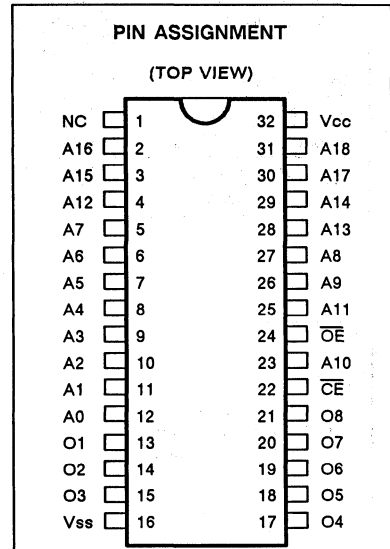 PIN ASSIGNMENT
(TOP VIEW)
NC 1 32 Vcc
A16 2 31 A18
A15 3 30 A17
A12 4 29 A14
A7 5 28 A13
A6 6 27 A8
A5 7 26 A9
A4 8 25 A11
A3 9 24 O̅E̅
A2 10 23 A10
A1 11 22 C̅E̅
A0 12 21 O8
O1 13 20 O7
O2 14 19 O6
O3 15 18 O5
Vss 16 17 O4